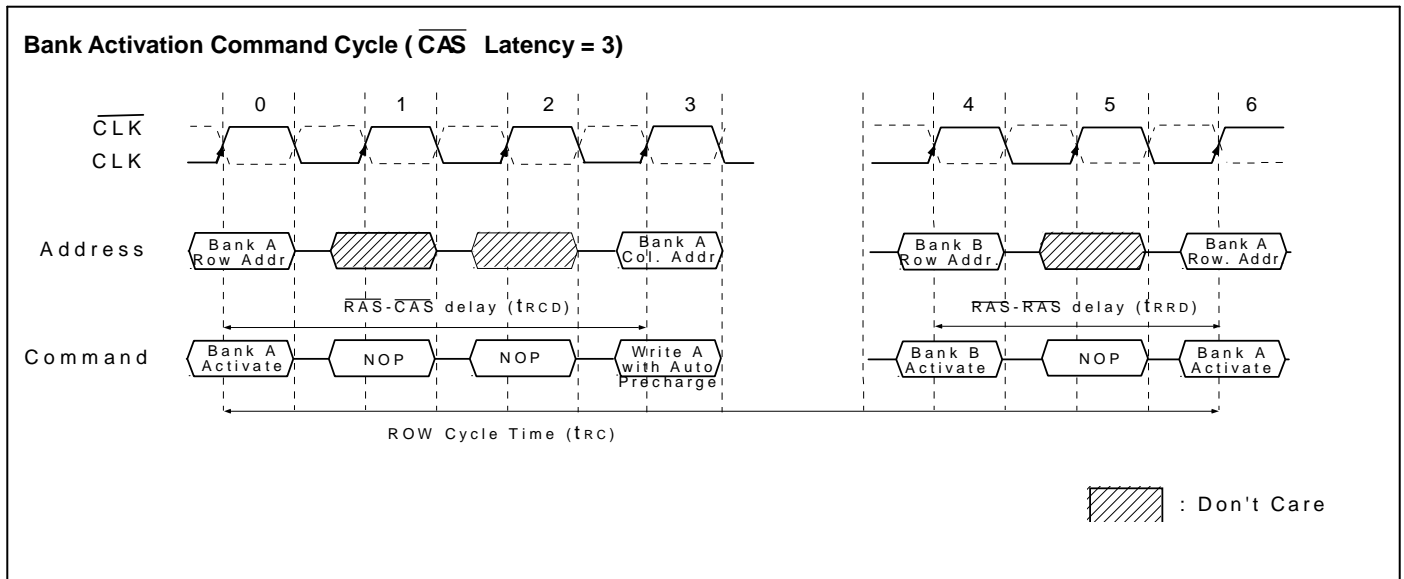 Bank Activation Command Cycle ( CAS Latency = 3)
0 1 2 3 4 5 6
CLK
CLK
Address
Bank A
Row Addr
Bank A
Col. Addr
Bank B
Row Addr.
Bank A
Row. Addr
RAS-CAS delay (tRCD)
RAS-RAS delay (tRRD)
Command
Bank A
Activate
NOP
NOP
Write A
with Auto
Precharge
Bank B
Activate
NOP
Bank A
Activate
ROW Cycle Time (tRC)
: Don't Care